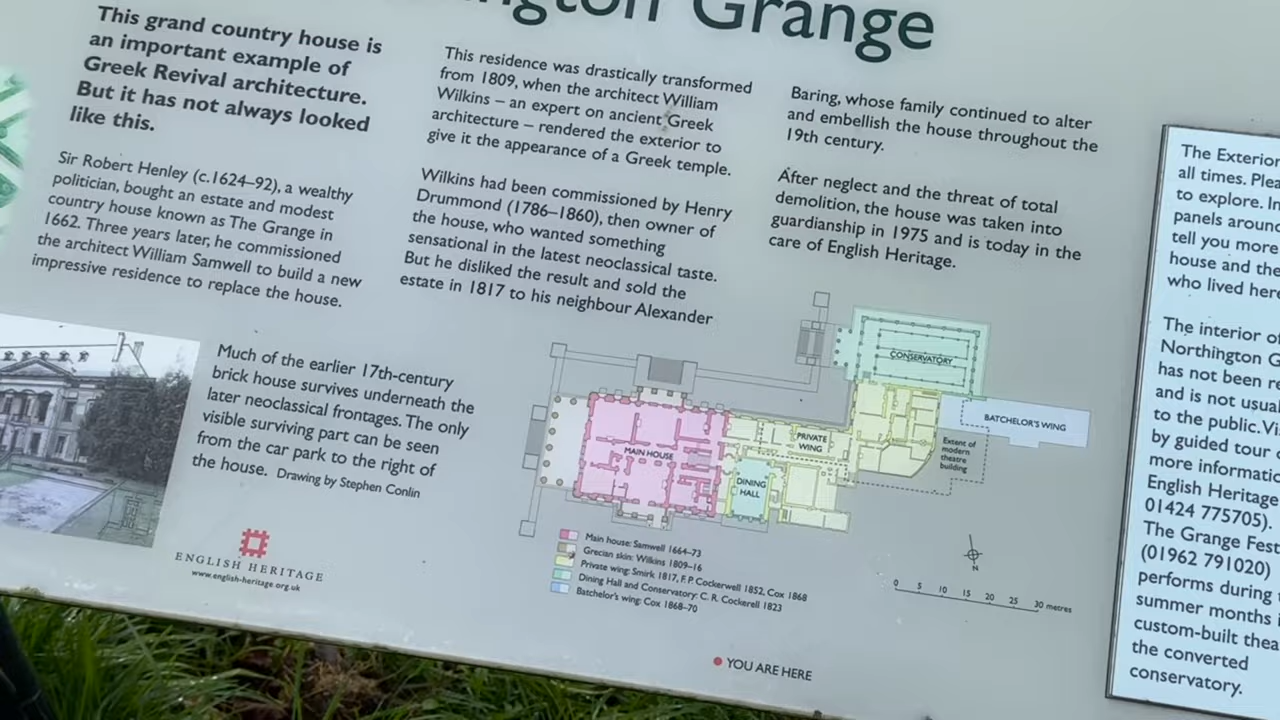 Grange
This grand country house is
an important example of
Greek Revival architecture.
But it has not always looked
like this.
Sir Robert Henley (c.1624–92), a wealthy
politician, bought an estate and modest
country house known as The Grange in
1662. Three years later, he commissioned
the architect William Samwell to build a new
impressive residence to replace the house.
Much of the earlier 17th-century
brick house survives underneath the
later neoclassical frontages. The only
visible surviving part can be seen
from the car park to the right of
the house. Drawing by Stephen Conlin
ENGLISH HERITAGE
www.english-heritage.org.uk
This residence was drastically transformed
from 1809, when the architect William
Wilkins – an expert on ancient Greek
architecture – rendered the exterior to
give it the appearance of a Greek temple.
Wilkins had been commissioned by Henry
Drummond (1786–1860), then owner of
the house, who wanted something
sensational in the latest neoclassical taste.
But he disliked the result and sold the
estate in 1817 to his neighbour Alexander
Baring, whose family continued to alter
and embellish the house throughout the
19th century.
After neglect and the threat of total
demolition, the house was taken into
guardianship in 1975 and is today in the
care of English Heritage.
CONSERVATORY
BATCHELOR'S WING
PRIVATE
WING
MAIN HOUSE
DINING
HALL
Extent of
modern
theatre
building
Main house: Samwell 1664–73
Grecian skin: Wilkins 1809–16
Private wing: Smirk 1817, F. P. Cockerwell 1852, Cox 1868
Dining Hall and Conservatory: C. R. Cockerell 1823
Batchelor's wing: Cox 1868–70
N
0 5 10 15 20 25 30 metres
YOU ARE HERE
The Exterior
all times.
to explore.
panels
tell you more
house and the
who lived
The interior
Northington
has not been
and is not
to the public.
by guided tour
more
English Heritage
01424 775705).
The Grange
(01962 791020)
performs during
summer months
custom-built
the converted
conservatory.